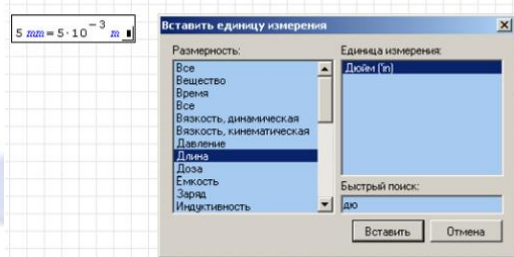 5 mm = 5·10⁻³ m
Вставить единицу измерения
Размерность:
Все
Вещество
Время
Все
Вязкость, динамическая
Вязкость, кинематическая
Давление
Длина
Доза
Ёмкость
Заряд
Индуктивность
Единица измерения:
Дюйм ('in)
Быстрый поиск:
дю
Вставить
Отмена